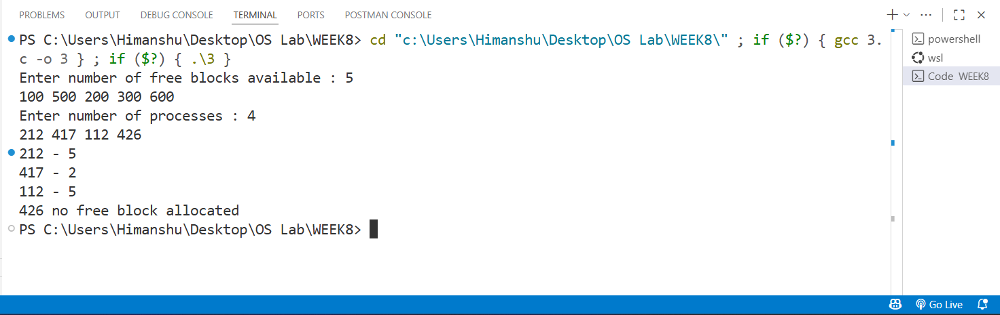 PROBLEMS OUTPUT DEBUG CONSOLE TERMINAL PORTS POSTMAN CONSOLE
PS C:\Users\Himanshu\Desktop\OS Lab\WEEK8> cd "c:\Users\Himanshu\Desktop\OS Lab\WEEK8\" ; if ($?) { gcc 3.
c -o 3 } ; if ($?) { .\3 }
Enter number of free blocks available : 5
100 500 200 300 600
Enter number of processes : 4
212 417 112 426
212 - 5
417 - 2
112 - 5
426 no free block allocated
PS C:\Users\Himanshu\Desktop\OS Lab\WEEK8>
powershell
wsl
Code WEEK8
Go Live